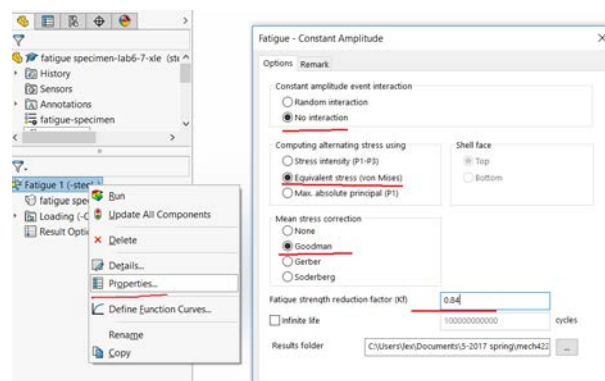 fatigue specimen-lab6-7-xle (ste
History
Sensors
Annotations
fatigue-specimen
Fatigue 1 (-steel-)
fatigue spe
Loading (-C
Result Optic
Run
Update All Components
Delete
Details...
Properties...
Define Function Curves...
Rename
Copy
Fatigue - Constant Amplitude
Options Remark
Constant amplitude event interaction
Random interaction
No interaction
Computing alternating stress using
Stress intensity (P1-P3)
Equivalent stress (von Mises)
Max. absolute principal (P1)
Shell face
Top
Bottom
Mean stress correction
None
Goodman
Gerber
Soderberg
Fatigue strength reduction factor (Kf) 0.84
Infinite life 100000000000 cycles
Results folder C:\Users\lex\Documents\5-2017 spring\mech422 ...